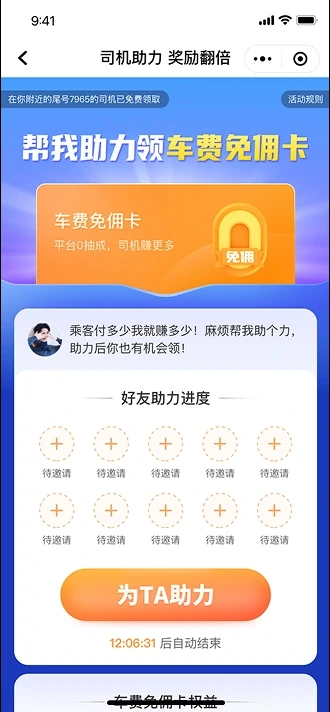 9:41
司机助力 奖励翻倍
在你附近的尾号7965的司机已免费领取
活动规则
帮我助力领车费免佣卡
车费免佣卡
平台0抽成，司机赚更多
免佣
乘客付多少我就赚多少！麻烦帮我助个力，
助力后你也有机会领！
好友助力进度
待邀请 待邀请 待邀请 待邀请 待邀请
待邀请 待邀请 待邀请 待邀请 待邀请
为TA助力
12:06:31 后自动结束
车费免佣卡权益